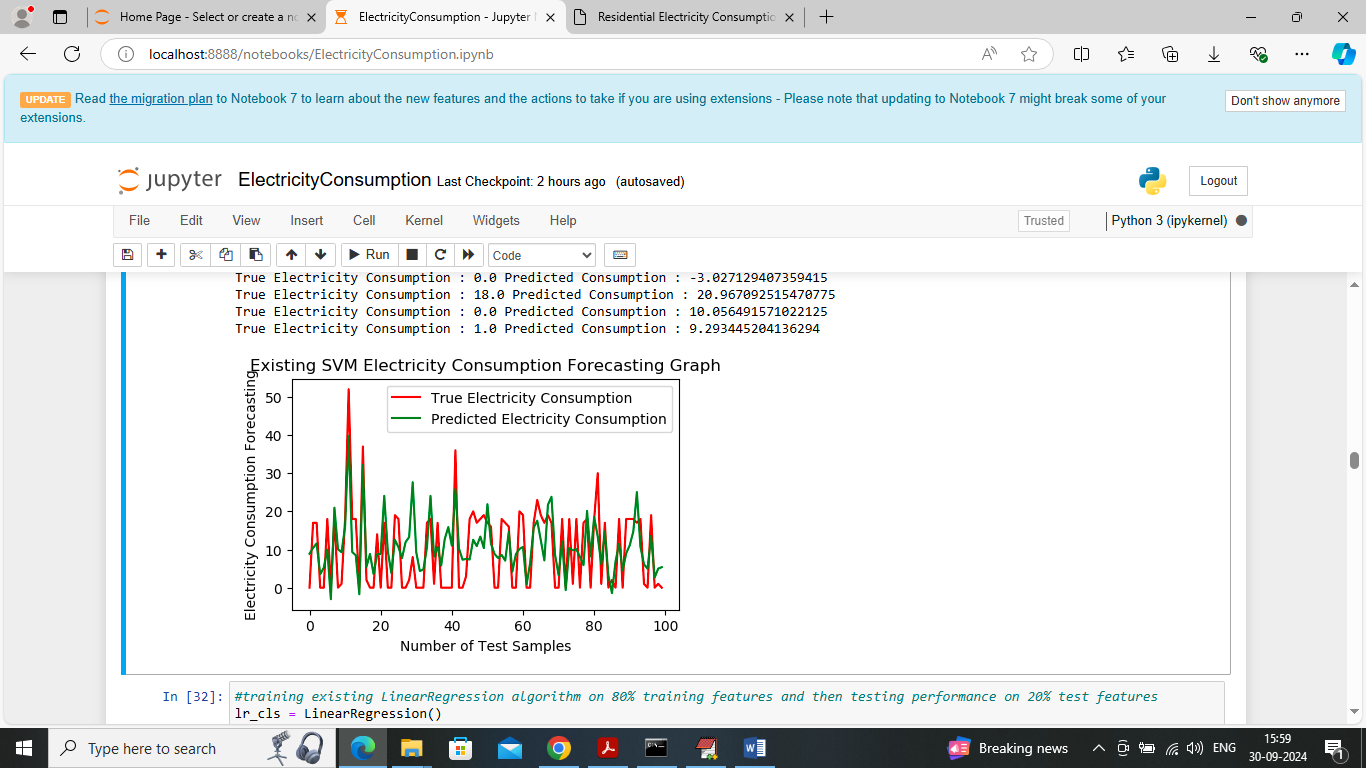 Home Page - Select or create a no
ElectricityConsumption - Jupyter
Residential Electricity Consumptio
localhost:8888/notebooks/ElectricityConsumption.ipynb
UPDATE Read the migration plan to Notebook 7 to learn about the new features and the actions to take if you are using extensions - Please note that updating to Notebook 7 might break some of your
extensions.
Don't show anymore
jupyter ElectricityConsumption Last Checkpoint: 2 hours ago (autosaved)
Logout
File Edit View Insert Cell Kernel Widgets Help
Trusted
Python 3 (ipykernel)
Run
Code
True Electricity Consumption : 0.0 Predicted Consumption : -3.027129407359415
True Electricity Consumption : 18.0 Predicted Consumption : 20.967092515470775
True Electricity Consumption : 0.0 Predicted Consumption : 10.056491571022125
True Electricity Consumption : 1.0 Predicted Consumption : 9.293445204136294
Existing SVM Electricity Consumption Forecasting Graph
Electricity Consumption Forecasting
50
40
30
20
10
0
True Electricity Consumption
Predicted Electricity Consumption
0 20 40 60 80 100
Number of Test Samples
In [32]: #training existing LinearRegression algorithm on 80% training features and then testing performance on 20% test features
lr_cls = LinearRegression()
Type here to search
Breaking news
ENG
15:59
30-09-2024
1